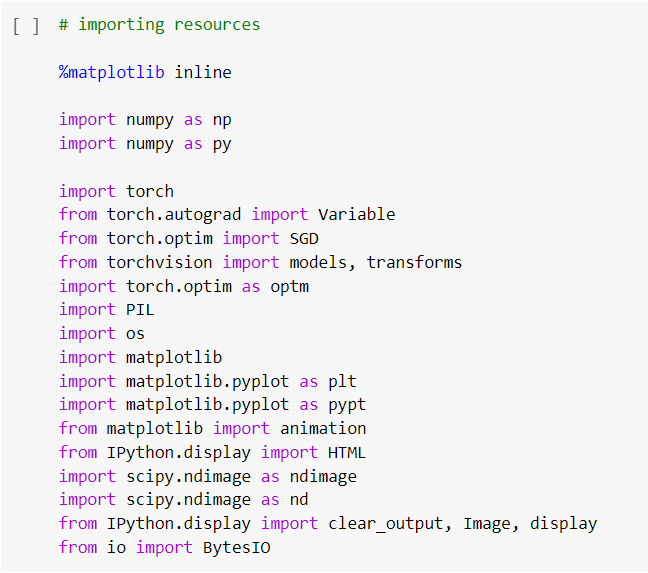 [ ] # importing resources
%matplotlib inline
import numpy as np
import numpy as py
import torch
from torch.autograd import Variable
from torch.optim import SGD
from torchvision import models, transforms
import torch.optim as optm
import PIL
import os
import matplotlib
import matplotlib.pyplot as plt
import matplotlib.pyplot as pypt
from matplotlib import animation
from IPython.display import HTML
import scipy.ndimage as ndimage
import scipy.ndimage as nd
from IPython.display import clear_output, Image, display
from io import BytesIO